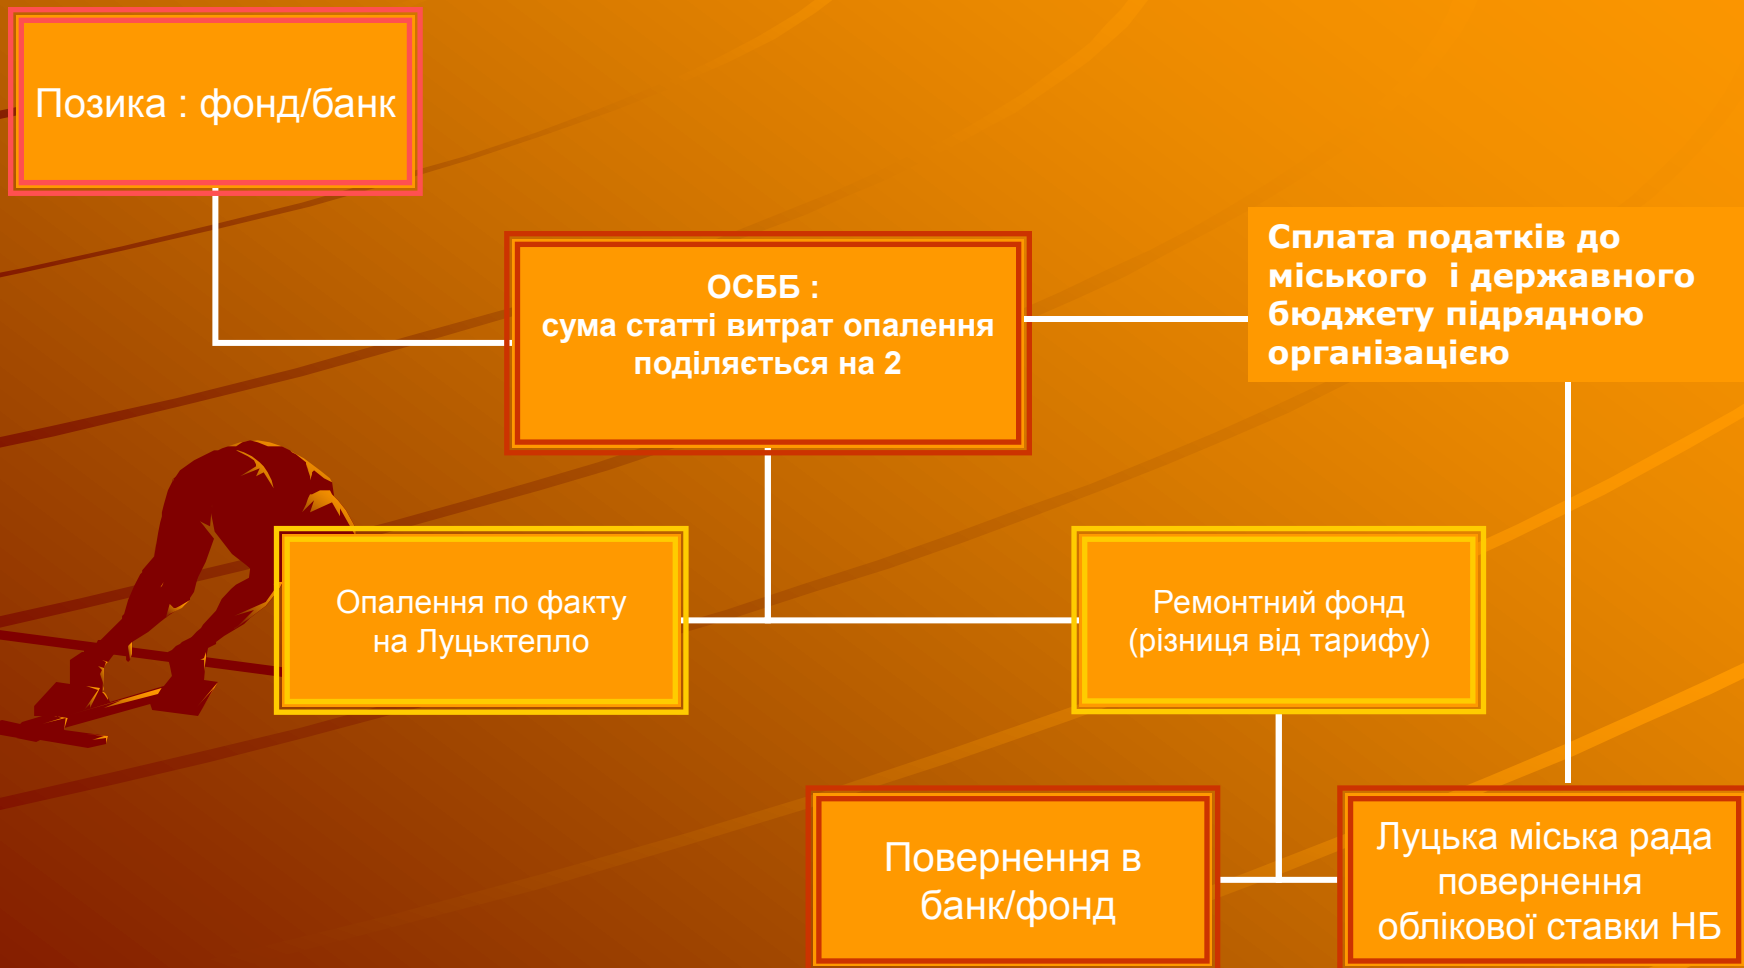 Позика : фонд/банк
ОСББ :
сума статті витрат опалення
поділяється на 2
Сплата податків до
міського  і державного
бюджету підрядною
організацією
Опалення по факту
на Луцьктепло
Ремонтний фонд
(різниця від тарифу)
Повернення в
банк/фонд
Луцька міська рада
повернення
облікової ставки НБ